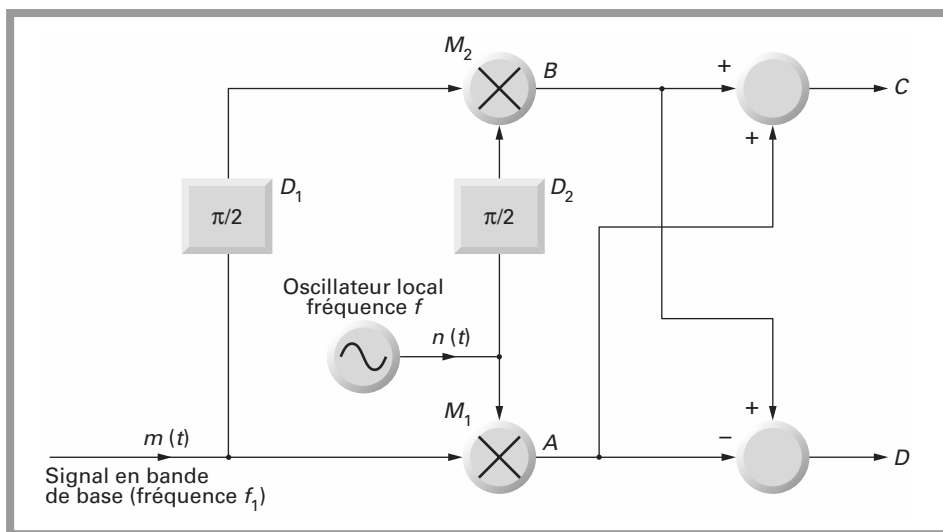 M₂
B
+
C
+
D₁
π/2
D₂
π/2
Oscillateur local
fréquence f
n (t)
M₁
m (t)
A
+
–
D
Signal en bande
de base (fréquence f₁)